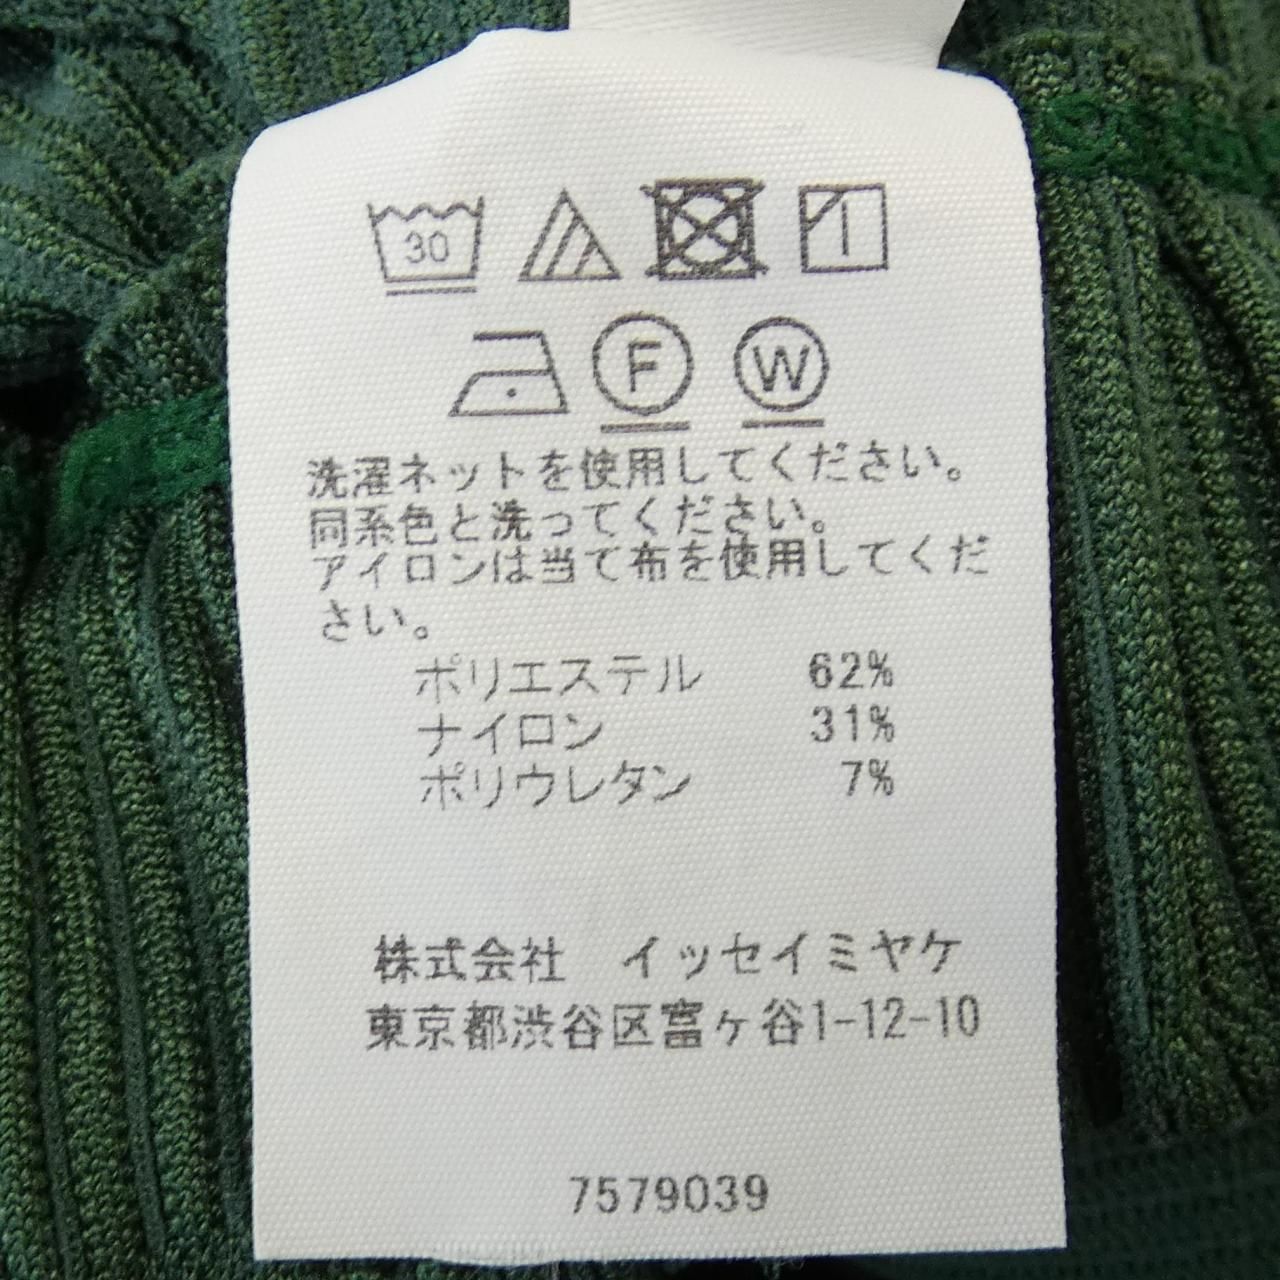 30
F W
洗濯ネットを使用してください。
同系色と洗ってください。
アイロンは当て布を使用してくだ
さい。
ポリエステル 62%
ナイロン 31%
ポリウレタン 7%
株式会社 イッセイミヤケ
東京都渋谷区富ヶ谷1-12-10
7579039